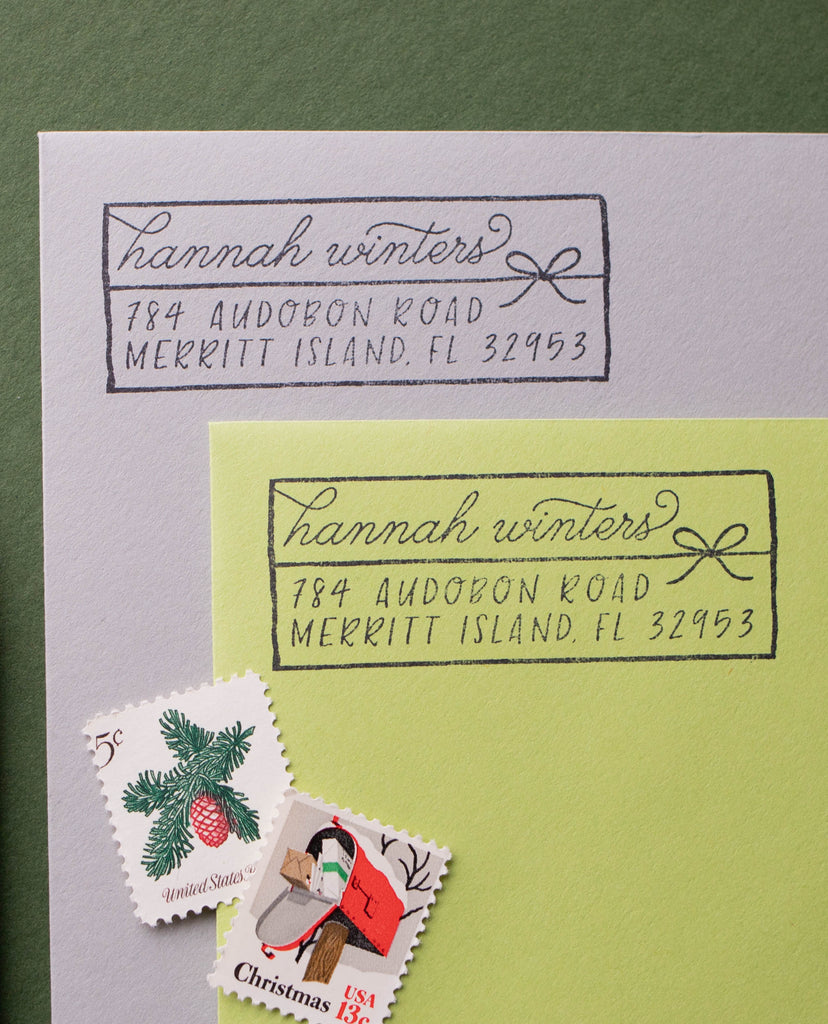 hannah winters
784 AUDOBON ROAD
MERRITT ISLAND, FL 32953
hannah winters
784 AUDOBON ROAD
MERRITT ISLAND, FL 32953
5¢
United States
Christmas
USA
13c